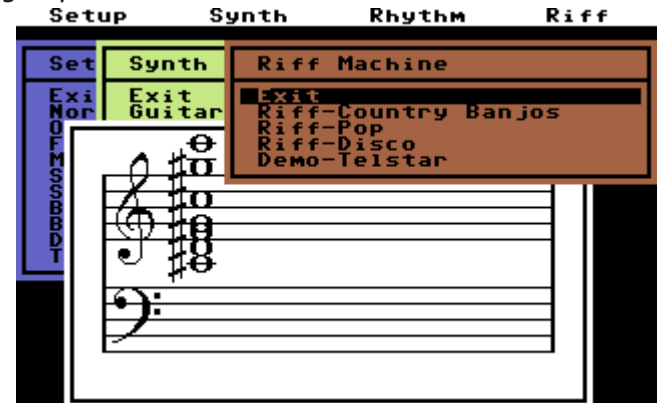 Setup Synth Rhythm Riff
Set
Exi
Nor
O
F
M
S
S
B
B
D
T
Synth
Exit
Guitar
Riff Machine
Exit
Riff-Country Banjos
Riff-Pop
Riff-Disco
Demo-Telstar